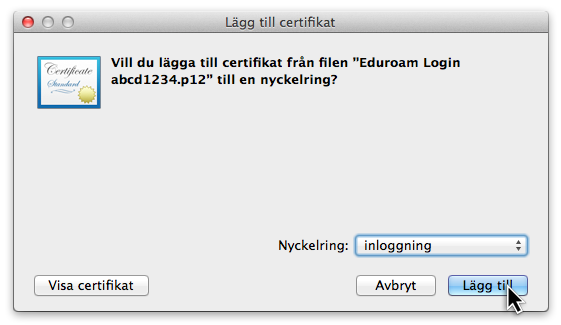 Lägg till certifikat
Certificate
Standard
Vill du lägga till certifikat från filen ”Eduroam Login
abcd1234.p12” till en nyckelring?
Nyckelring: inloggning
Visa certifikat Avbryt Lägg till